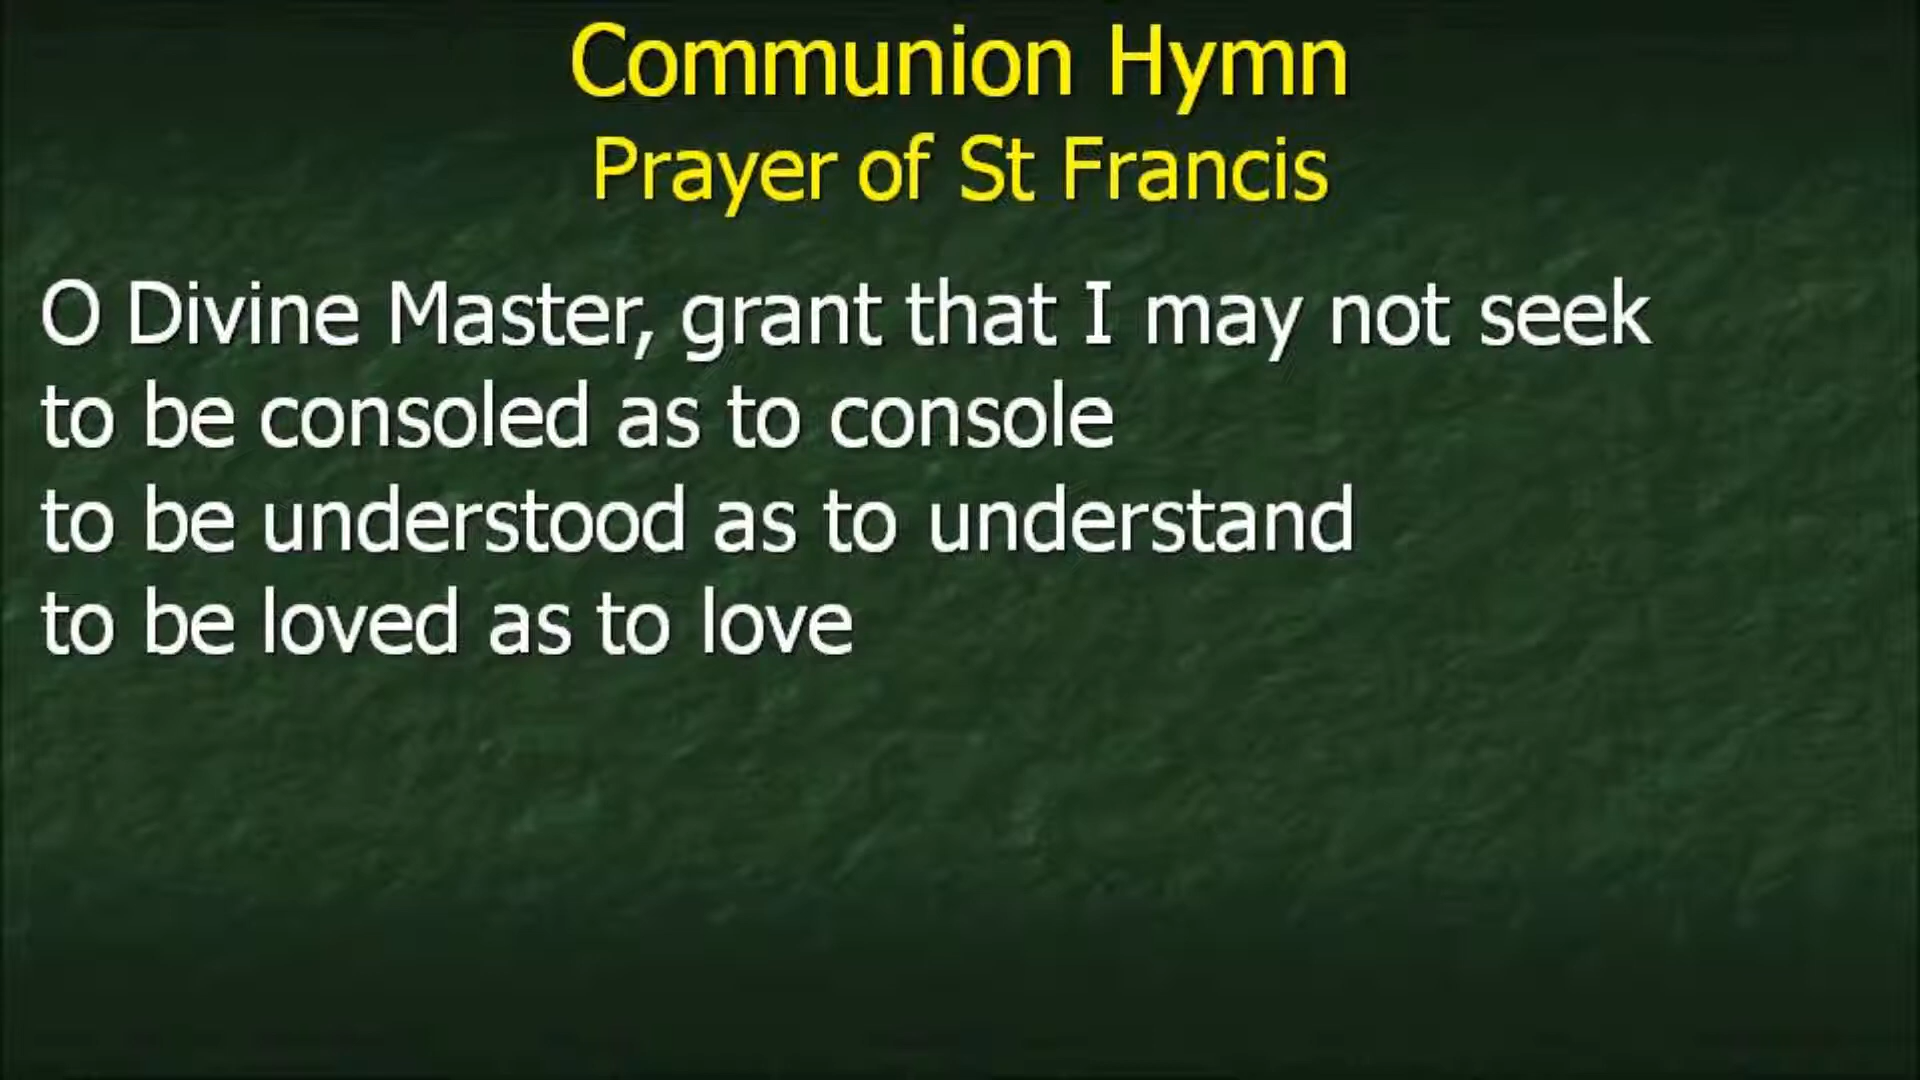 Communion Hymn
Prayer of St Francis
O Divine Master, grant that I may not seek
to be consoled as to console
to be understood as to understand
to be loved as to love